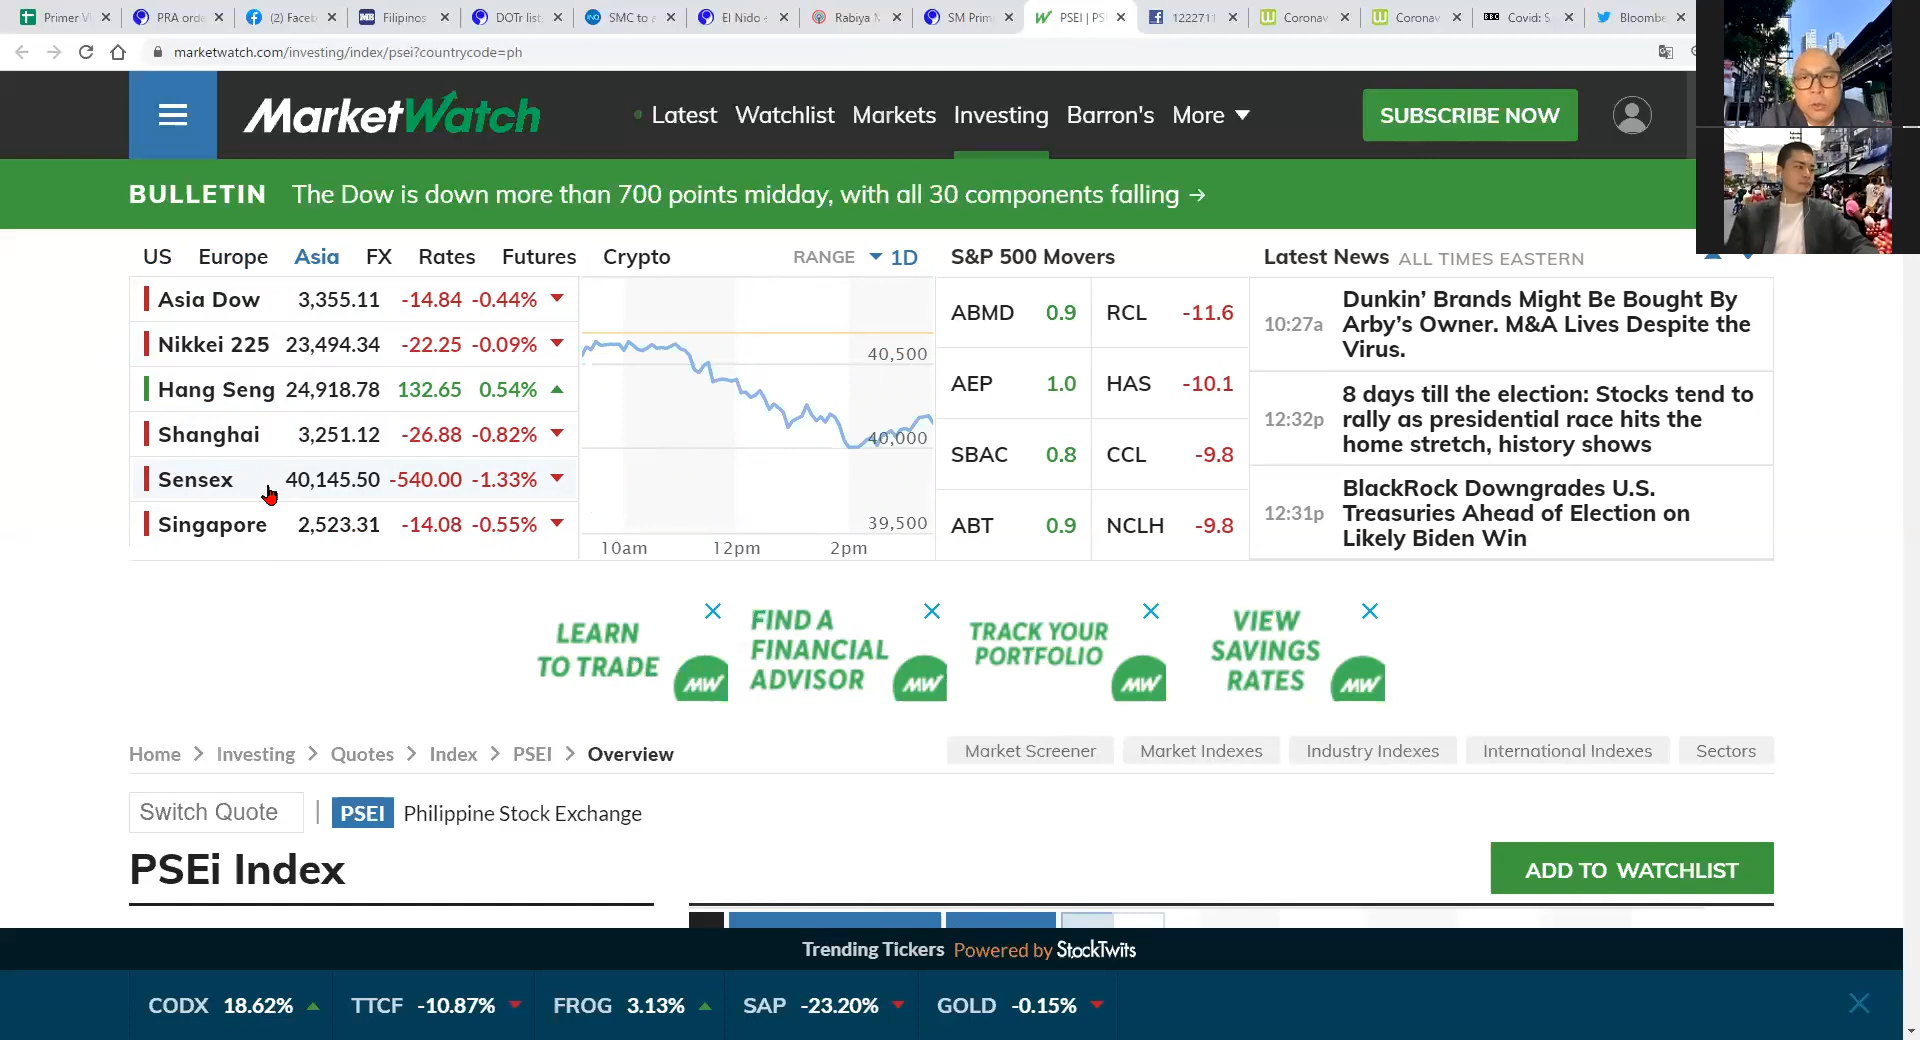 Primer Vi
PRA orde
(2) Faceb
Filipinos
DOTr list
SMC to e
El Nido
Rabiya M
SM Prim
PSEI | PS
1222711
Coronav
Coronav
Covid: S
Bloombe
marketwatch.com/investing/index/psei?countrycode=ph
MarketWatch
Latest Watchlist Markets Investing Barron's More
SUBSCRIBE NOW
BULLETIN The Dow is down more than 700 points midday, with all 30 components falling →
US Europe Asia FX Rates Futures Crypto
RANGE 1D
S&P 500 Movers
Latest News ALL TIMES EASTERN
Asia Dow 3,355.11 -14.84 -0.44%
Nikkei 225 23,494.34 -22.25 -0.09%
Hang Seng 24,918.78 132.65 0.54%
Shanghai 3,251.12 -26.88 -0.82%
Sensex 40,145.50 -540.00 -1.33%
Singapore 2,523.31 -14.08 -0.55%
40,500
40,000
39,500
10am 12pm 2pm
ABMD 0.9 RCL -11.6
AEP 1.0 HAS -10.1
SBAC 0.8 CCL -9.8
ABT 0.9 NCLH -9.8
10:27a
Dunkin' Brands Might Be Bought By
Arby's Owner. M&A Lives Despite the
Virus.
12:32p
8 days till the election: Stocks tend to
rally as presidential race hits the
home stretch, history shows
12:31p
BlackRock Downgrades U.S.
Treasuries Ahead of Election on
Likely Biden Win
LEARN
TO TRADE
MW
FIND A
FINANCIAL
ADVISOR
MW
TRACK YOUR
PORTFOLIO
MW
VIEW
SAVINGS
RATES
MW
Home > Investing > Quotes > Index > PSEI > Overview
Market Screener Market Indexes Industry Indexes International Indexes Sectors
Switch Quote | PSEI Philippine Stock Exchange
PSEi Index
ADD TO WATCHLIST
Trending Tickers Powered by StockTwits
CODX 18.62% TTCF -10.87% FROG 3.13% SAP -23.20% GOLD -0.15%